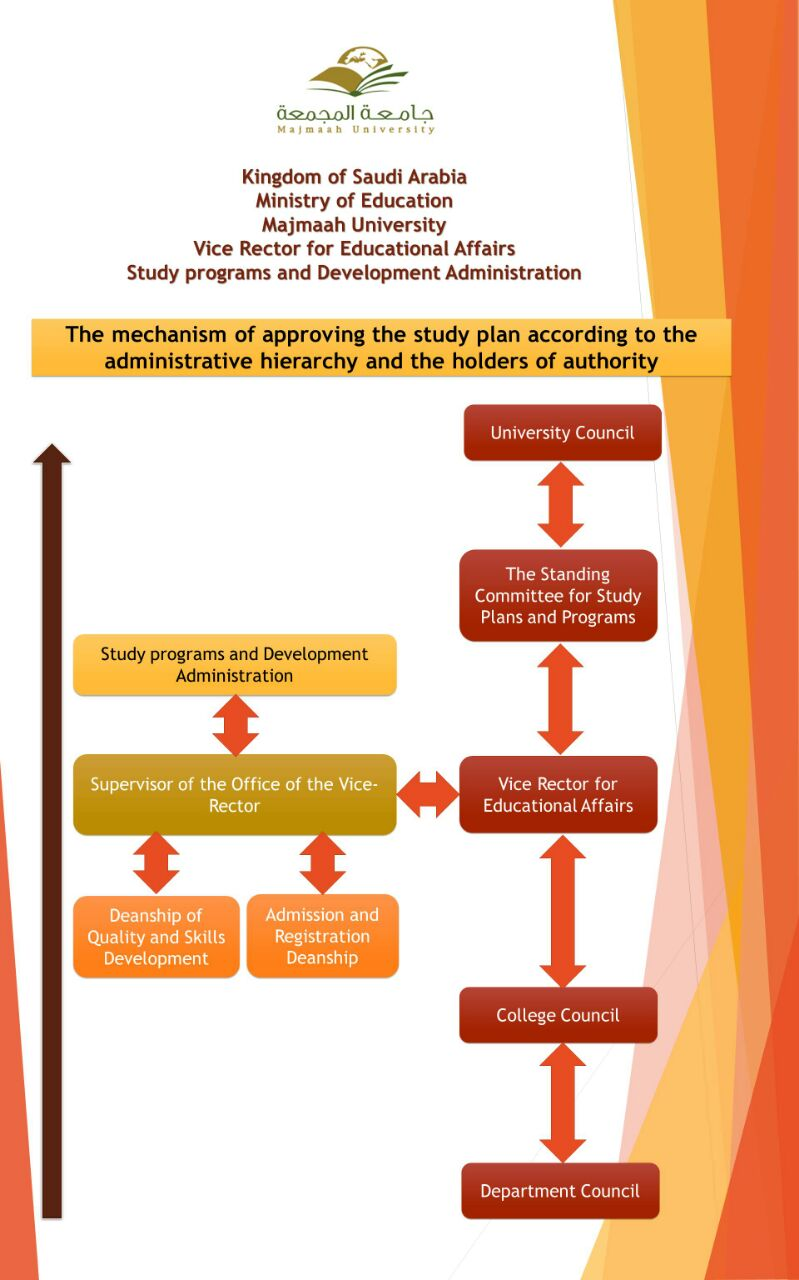 جامعة المجمعة
Majmaah University
Kingdom of Saudi Arabia
Ministry of Education
Majmaah University
Vice Rector for Educational Affairs
Study programs and Development Administration
The mechanism of approving the study plan according to the
administrative hierarchy and the holders of authority
University Council
The Standing
Committee for Study
Plans and Programs
Study programs and Development
Administration
Supervisor of the Office of the Vice-
Rector
Vice Rector for
Educational Affairs
Deanship of
Quality and Skills
Development
Admission and
Registration
Deanship
College Council
Department Council